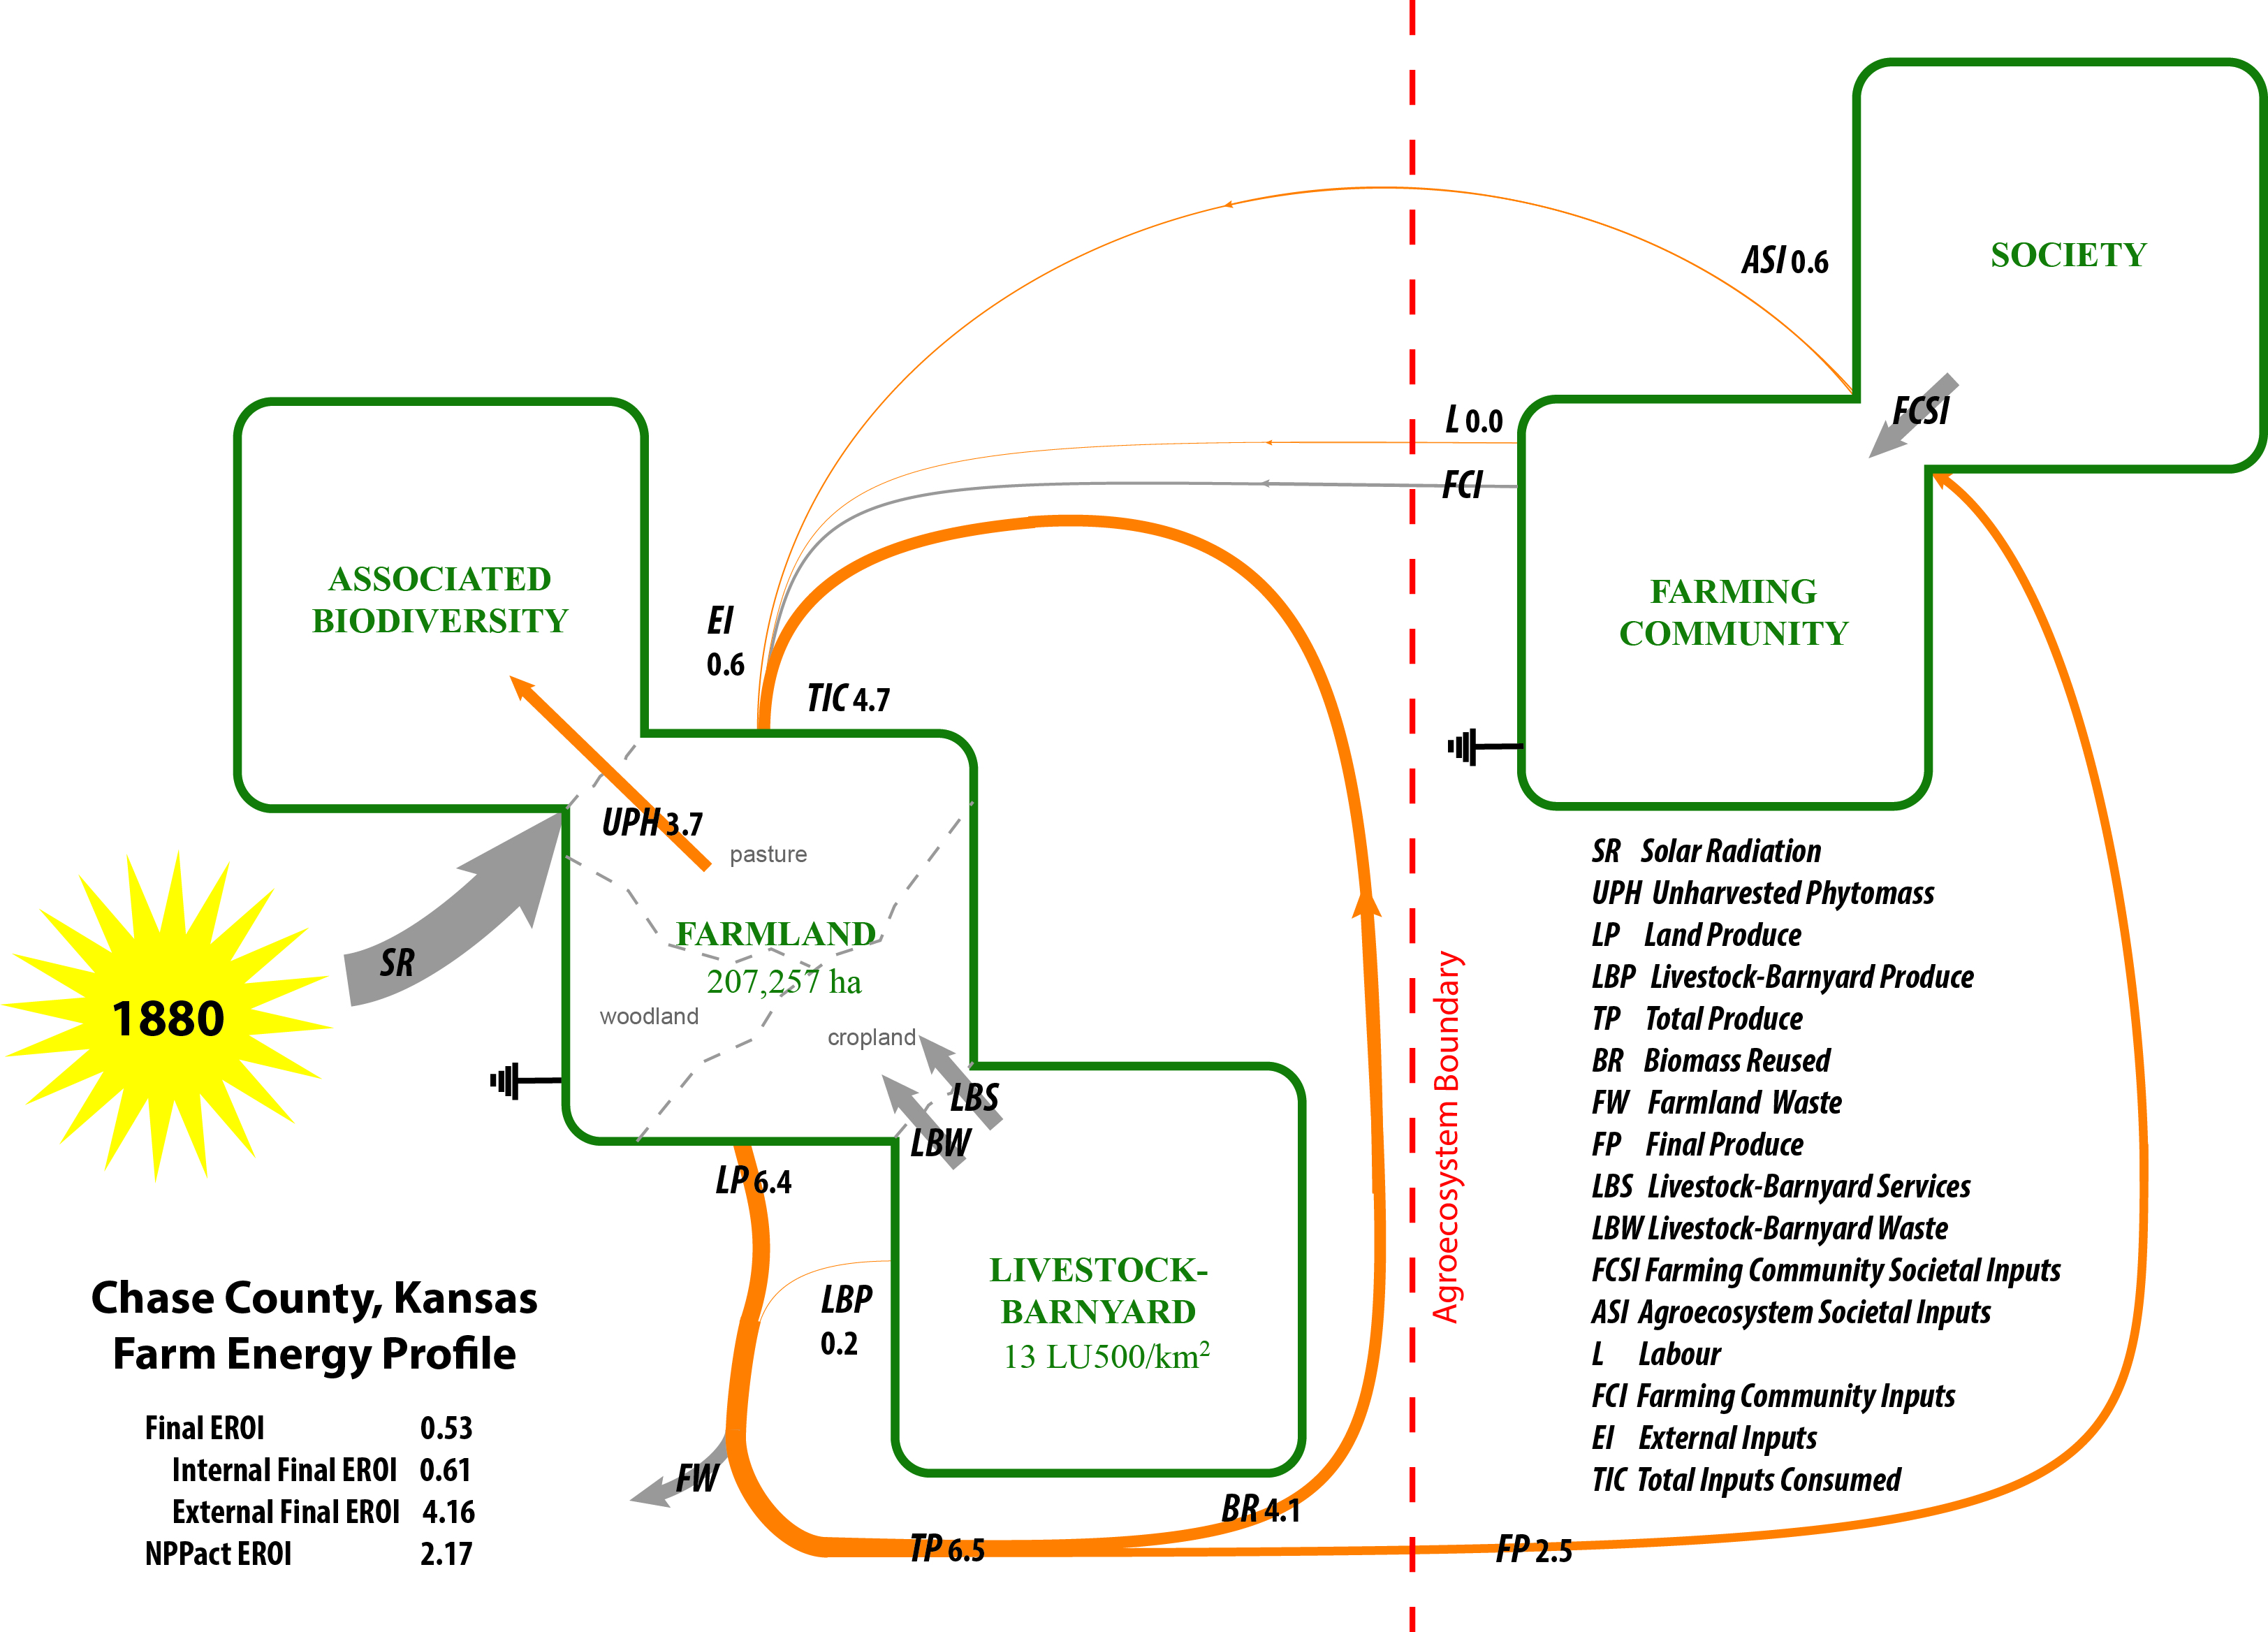 SOCIETY
ASI 0.6
FCSI
L 0.0
FCI
ASSOCIATED
BIODIVERSITY
FARMING
COMMUNITY
EI
0.6
TIC 4.7
UPH 3.7
pasture
FARMLAND
207,257 ha
woodland
cropland
SR
1880
LBS
LBW
LP 6.4
LBP
0.2
LIVESTOCK-
BARNYARD
13 LU500/km²
Agroecosystem Boundary
FW
BR 4.1
TP 6.5
FP 2.5
SR Solar Radiation
UPH Unharvested Phytomass
LP Land Produce
LBP Livestock-Barnyard Produce
TP Total Produce
BR Biomass Reused
FW Farmland Waste
FP Final Produce
LBS Livestock-Barnyard Services
LBW Livestock-Barnyard Waste
FCSI Farming Community Societal Inputs
ASI Agroecosystem Societal Inputs
L Labour
FCI Farming Community Inputs
EI External Inputs
TIC Total Inputs Consumed
Chase County, Kansas
Farm Energy Profile
Final EROI 0.53
Internal Final EROI 0.61
External Final EROI 4.16
NPPact EROI 2.17